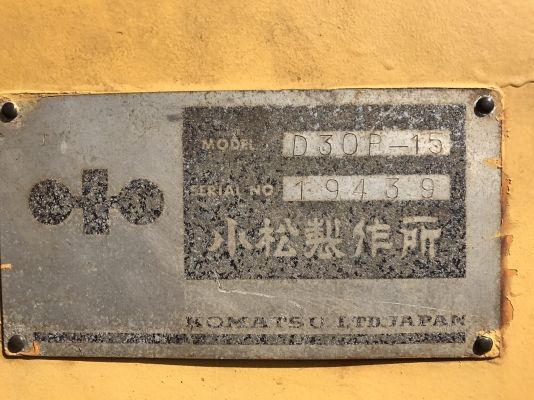 MODEL D30P-15
SERIAL NO 19439
小松製作所
KOMATSU LTD.JAPAN